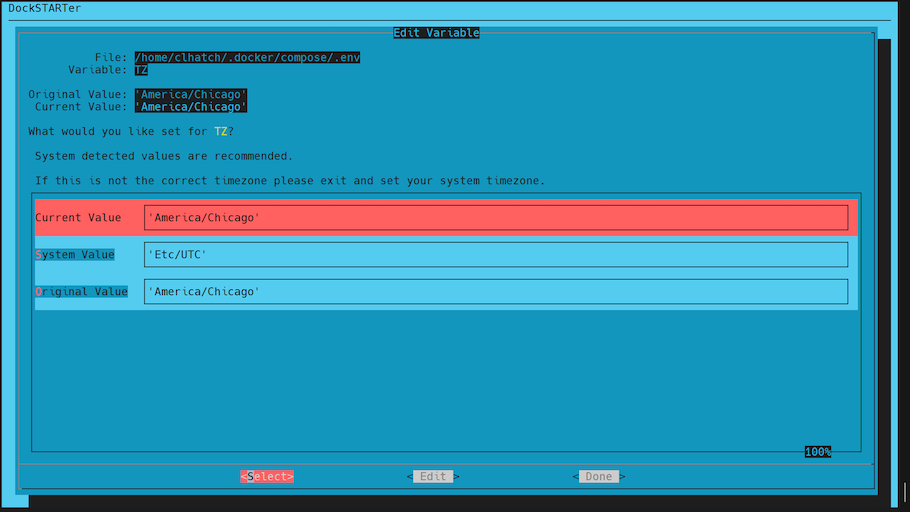 DockSTARTer
Edit Variable
File: /home/clhatch/.docker/compose/.env
Variable: TZ
Original Value: 'America/Chicago'
Current Value: 'America/Chicago'
What would you like set for TZ?
System detected values are recommended.
If this is not the correct timezone please exit and set your system timezone.
Current Value 'America/Chicago'
System Value 'Etc/UTC'
Original Value 'America/Chicago'
100%
<Select> < Edit > < Done >